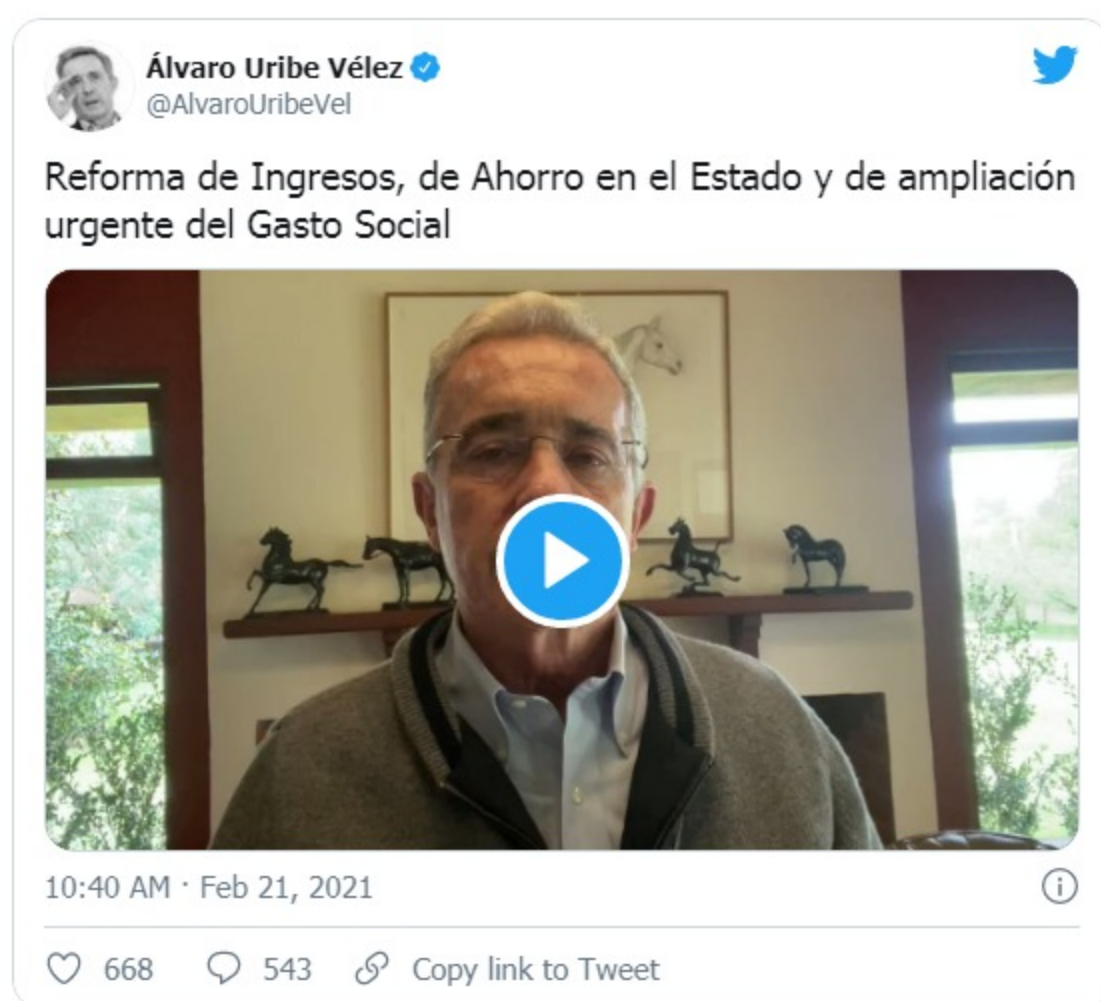 Álvaro Uribe Vélez
@AlvaroUribeVel
Reforma de Ingresos, de Ahorro en el Estado y de ampliación
urgente del Gasto Social
10:40 AM · Feb 21, 2021
668 543 Copy link to Tweet